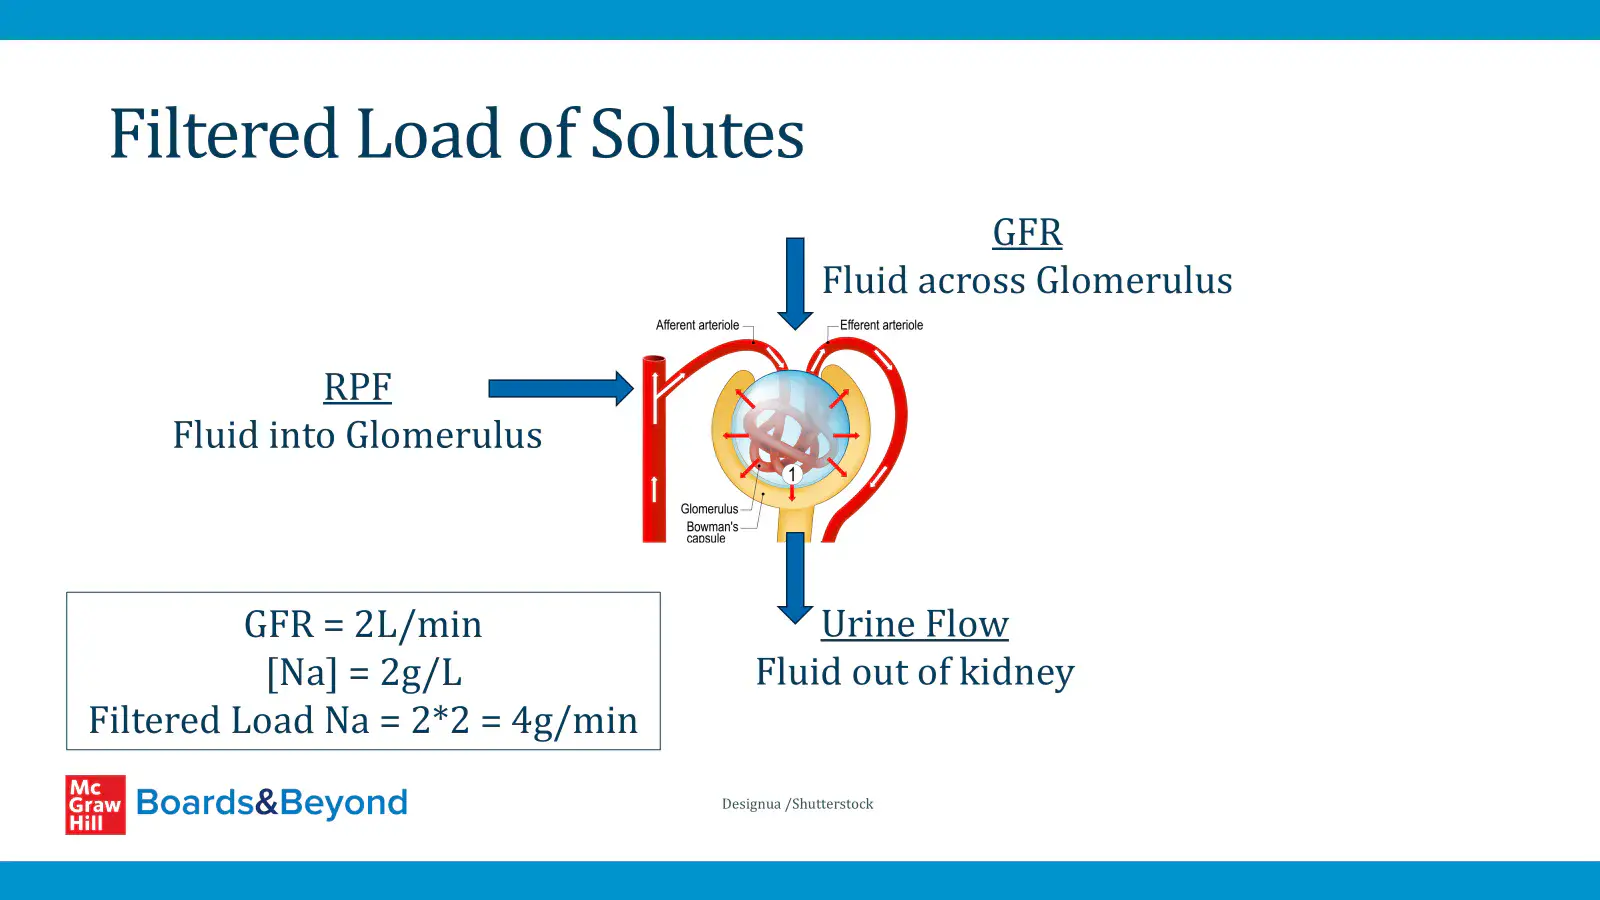 Filtered Load of Solutes
GFR
Fluid across Glomerulus
Afferent arteriole
Efferent arteriole
RPF
Fluid into Glomerulus
1
Glomerulus
Bowman's
capsule
GFR = 2L/min
[Na] = 2g/L
Filtered Load Na = 2*2 = 4g/min
Urine Flow
Fluid out of kidney
Mc
Graw
Hill
Boards&Beyond
Designua /Shutterstock